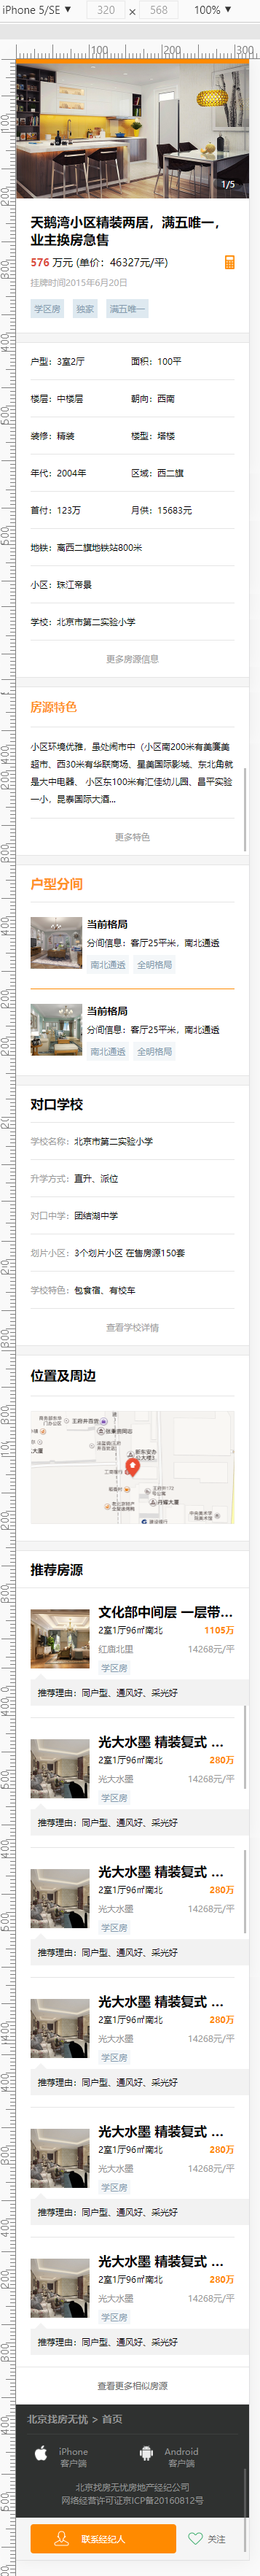 iPhone 5/SE ▼ 320 × 568 100% ▼
100 200 300
1/5
天鹅湾小区精装两居，满五唯一，
业主换房急售
576 万元 (单价：46327元/平)
挂牌时间2015年6月20日
学区房 独家 满五唯一
户型：3室2厅 面积：100平
楼层：中楼层 朝向：西南
装修：精装 楼型：塔楼
年代：2004年 区域：西二旗
首付：123万 月供：15683元
地铁：离西二旗地铁站800米
小区：珠江帝景
学校：北京市第二实验小学
更多房源信息
房源特色
小区环境优雅，虽处闹市中（小区南200米有美廉美
超市、西30米有华联商场、星美国际影城、东北角就
是大中电器、 小区东100米有汇佳幼儿园、昌平实验
一小，昆泰国际大酒...
更多特色
户型分间
当前格局
分间信息：客厅25平米，南北通透
南北通透 全明格局
当前格局
分间信息：客厅25平米，南北通透
南北通透 全明格局
对口学校
学校名称：北京市第二实验小学
升学方式：直升、派位
对口中学：团结湖中学
划片小区：3个划片小区 在售房源150套
学校特色：包食宿、有校车
查看学校详情
位置及周边
推荐房源
文化部中间层 一层带...
2室1厅96㎡南北 1105万
红庙北里 14268元/平
学区房
推荐理由：同户型、通风好、采光好
光大水墨 精装复式 ...
2室1厅96㎡南北 280万
光大水墨 14268元/平
学区房
推荐理由：同户型、通风好、采光好
光大水墨 精装复式 ...
2室1厅96㎡南北 280万
光大水墨 14268元/平
学区房
推荐理由：同户型、通风好、采光好
光大水墨 精装复式 ...
2室1厅96㎡南北 280万
光大水墨 14268元/平
学区房
推荐理由：同户型、通风好、采光好
光大水墨 精装复式 ...
2室1厅96㎡南北 280万
光大水墨 14268元/平
学区房
推荐理由：同户型、通风好、采光好
光大水墨 精装复式 ...
2室1厅96㎡南北 280万
光大水墨 14268元/平
学区房
推荐理由：同户型、通风好、采光好
查看更多相似房源
北京找房无忧 > 首页
iPhone Android
客户端 客户端
北京找房无忧房地产经纪公司
网络经营许可证京ICP备20160812号
联系经纪人 关注